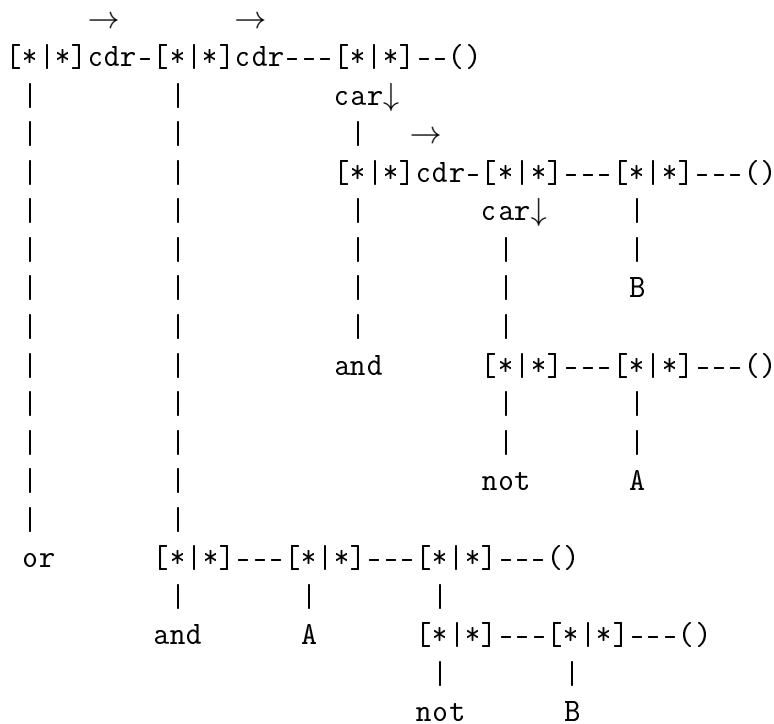 → →
[*|*]cdr-[*|*]cdr---[*|*]--()
| | car↓
| | | →
| | [*|*]cdr-[*|*]---[*|*]---()
| | | car↓ |
| | | | |
| | | | B
| | | |
| | and [*|*]---[*|*]---()
| | | |
| | | |
| | not A
| |
or [*|*]---[*|*]---[*|*]---()
| | |
and A [*|*]---[*|*]---()
| |
not B